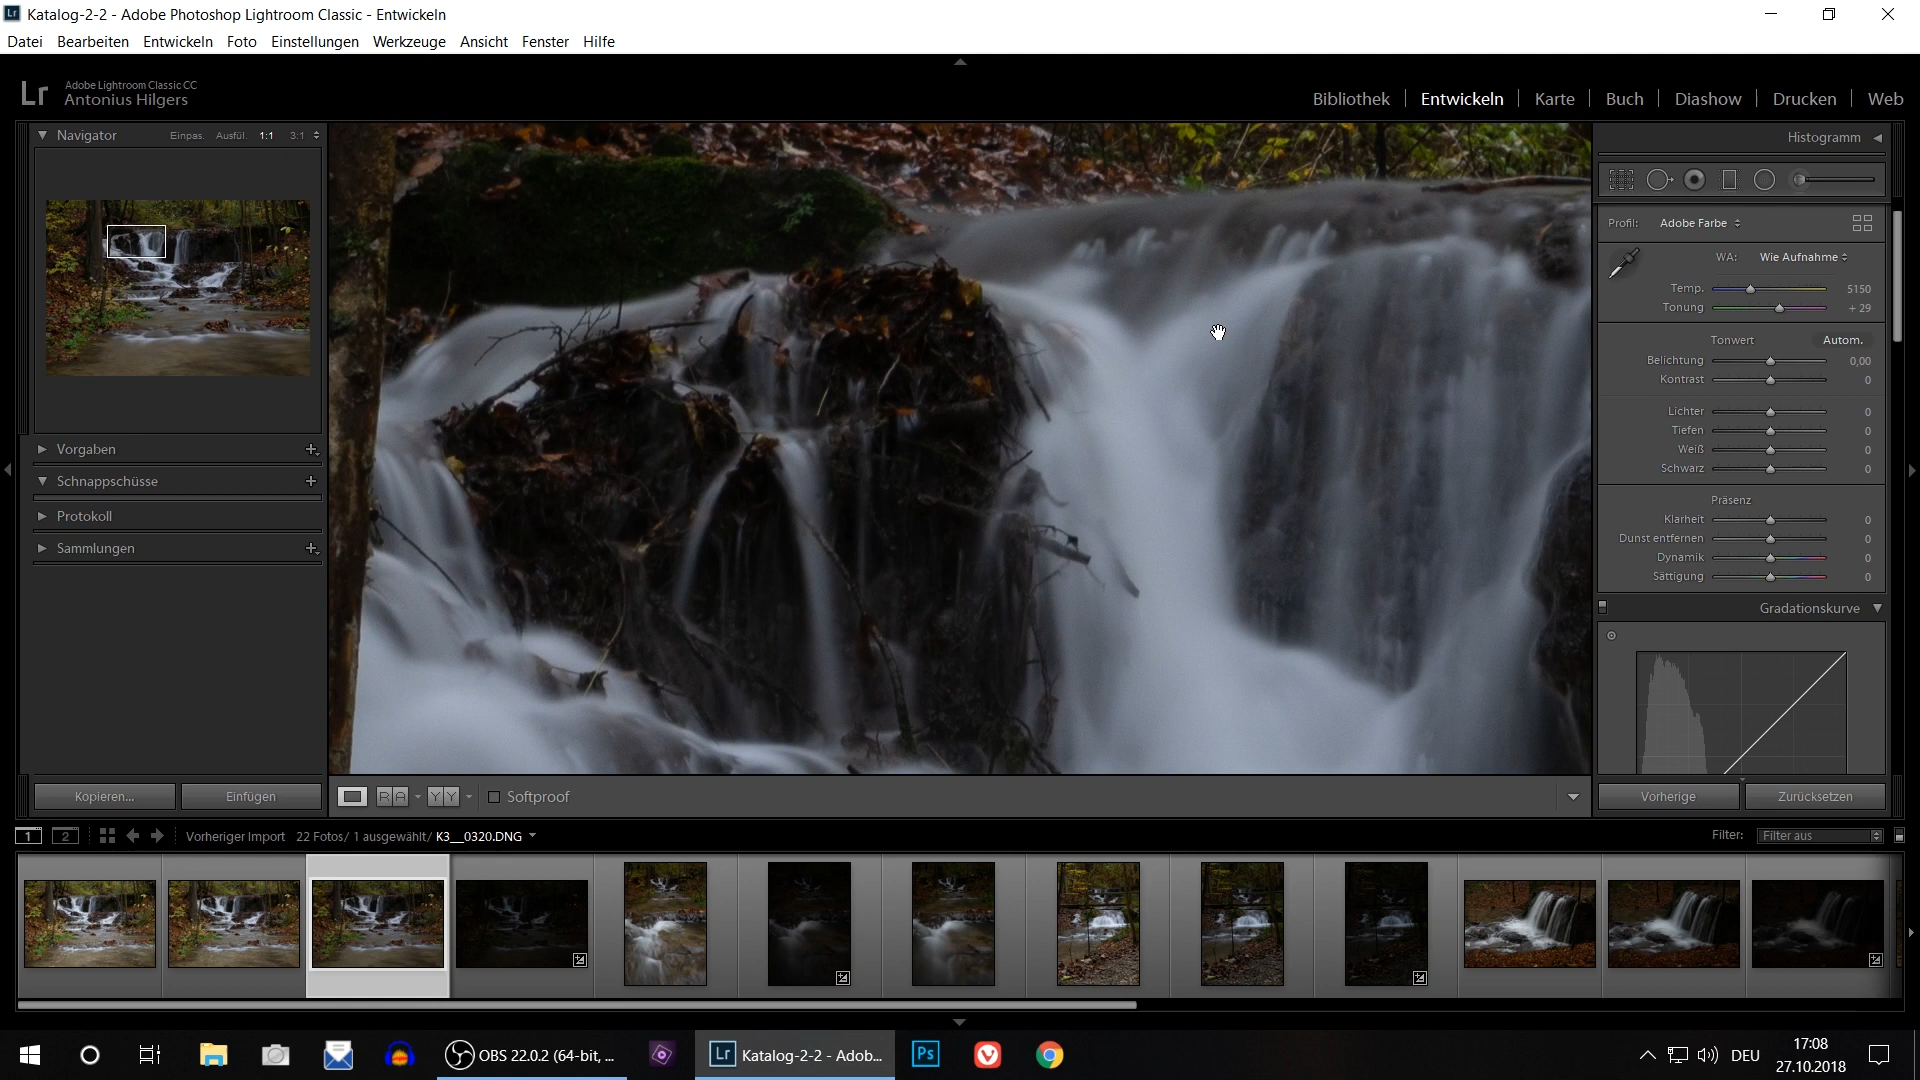 Lr Katalog-2-2 - Adobe Photoshop Lightroom Classic - Entwickeln
Datei Bearbeiten Entwickeln Foto Einstellungen Werkzeuge Ansicht Fenster Hilfe
Lr Adobe Lightroom Classic CC
Antonius Hilgers
Bibliothek Entwickeln Karte Buch Diashow Drucken Web
Navigator Einpas. Ausfül. 1:1 3:1
Histogramm
Profil: Adobe Farbe
WA: Wie Aufnahme
Temp. 5150
Tonung + 29
Tonwert Autom.
Belichtung 0,00
Kontrast 0
Lichter 0
Tiefen 0
Weiß 0
Schwarz 0
Präsenz
Klarheit 0
Dunst entfernen 0
Dynamik 0
Sättigung 0
Gradationskurve
Vorgaben
Schnappschüsse
Protokoll
Sammlungen
Kopieren... Einfügen
R A Y Y Softproof
Vorherige Zurücksetzen
1 2 Vorheriger Import 22 Fotos/ 1 ausgewählt/ K3__0320.DNG
Filter: Filter aus
OBS 22.0.2 (64-bit, ...
Lr Katalog-2-2 - Adob...
Ps
DEU
17:08
27.10.2018